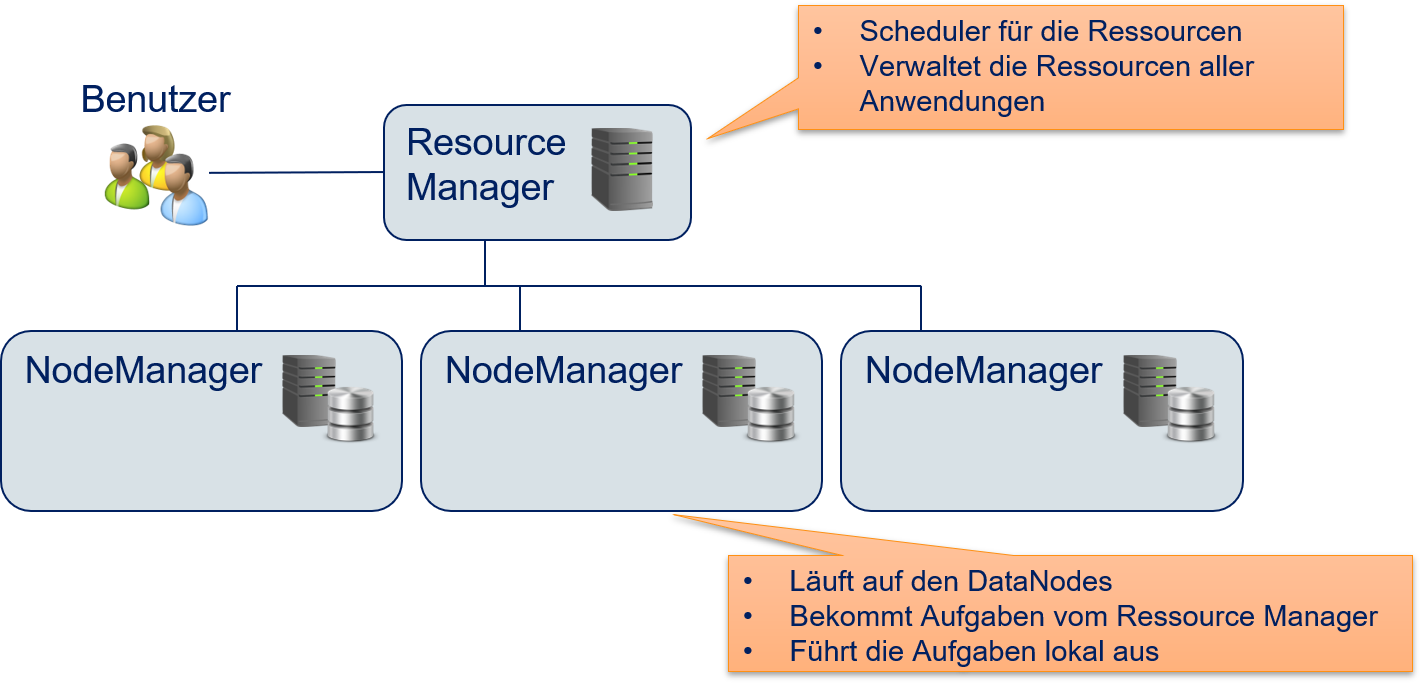 • Scheduler für die Ressourcen
• Verwaltet die Ressourcen aller
Anwendungen
Benutzer
Resource
Manager
NodeManager
NodeManager
NodeManager
• Läuft auf den DataNodes
• Bekommt Aufgaben vom Ressource Manager
• Führt die Aufgaben lokal aus